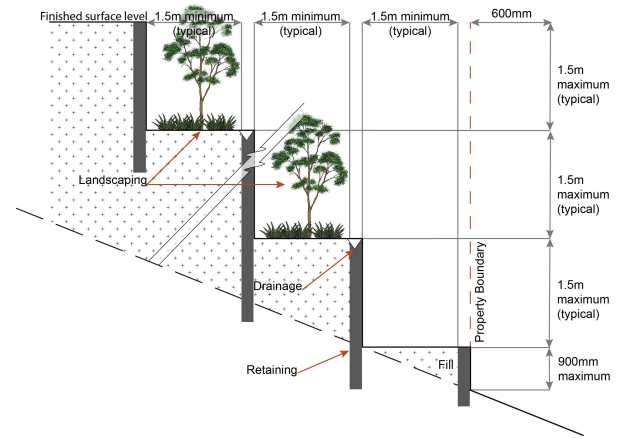 Finished surface level
1.5m minimum
(typical)
1.5m minimum
(typical)
1.5m minimum
(typical)
600mm
1.5m
maximum
(typical)
Landscaping
1.5m
maximum
(typical)
Drainage
Property Boundary
1.5m
maximum
(typical)
Retaining
Fill
900mm
maximum